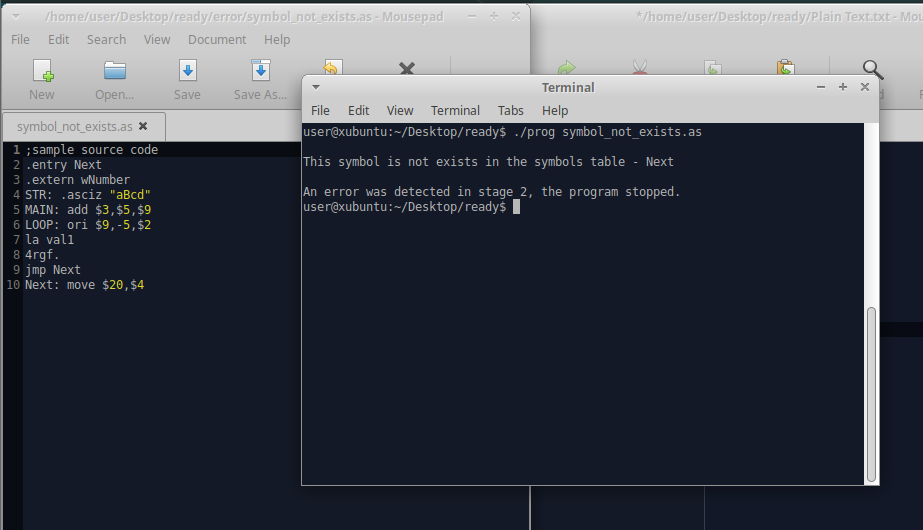 /home/user/Desktop/ready/error/symbol_not_exists.as - Mousepad
File Edit Search View Document Help
New Open... Save Save As...
symbol_not_exists.as
1 ;sample source code
2 .entry Next
3 .extern wNumber
4 STR: .asciz "aBcd"
5 MAIN: add $3,$5,$9
6 LOOP: ori $9,-5,$2
7 la val1
8 4rgf.
9 jmp Next
10 Next: move $20,$4
*/home/user/Desktop/ready/Plain Text.txt - Mou
Terminal
File Edit View Terminal Tabs Help
user@xubuntu:~/Desktop/ready$ ./prog symbol_not_exists.as
This symbol is not exists in the symbols table - Next
An error was detected in stage 2, the program stopped.
user@xubuntu:~/Desktop/ready$